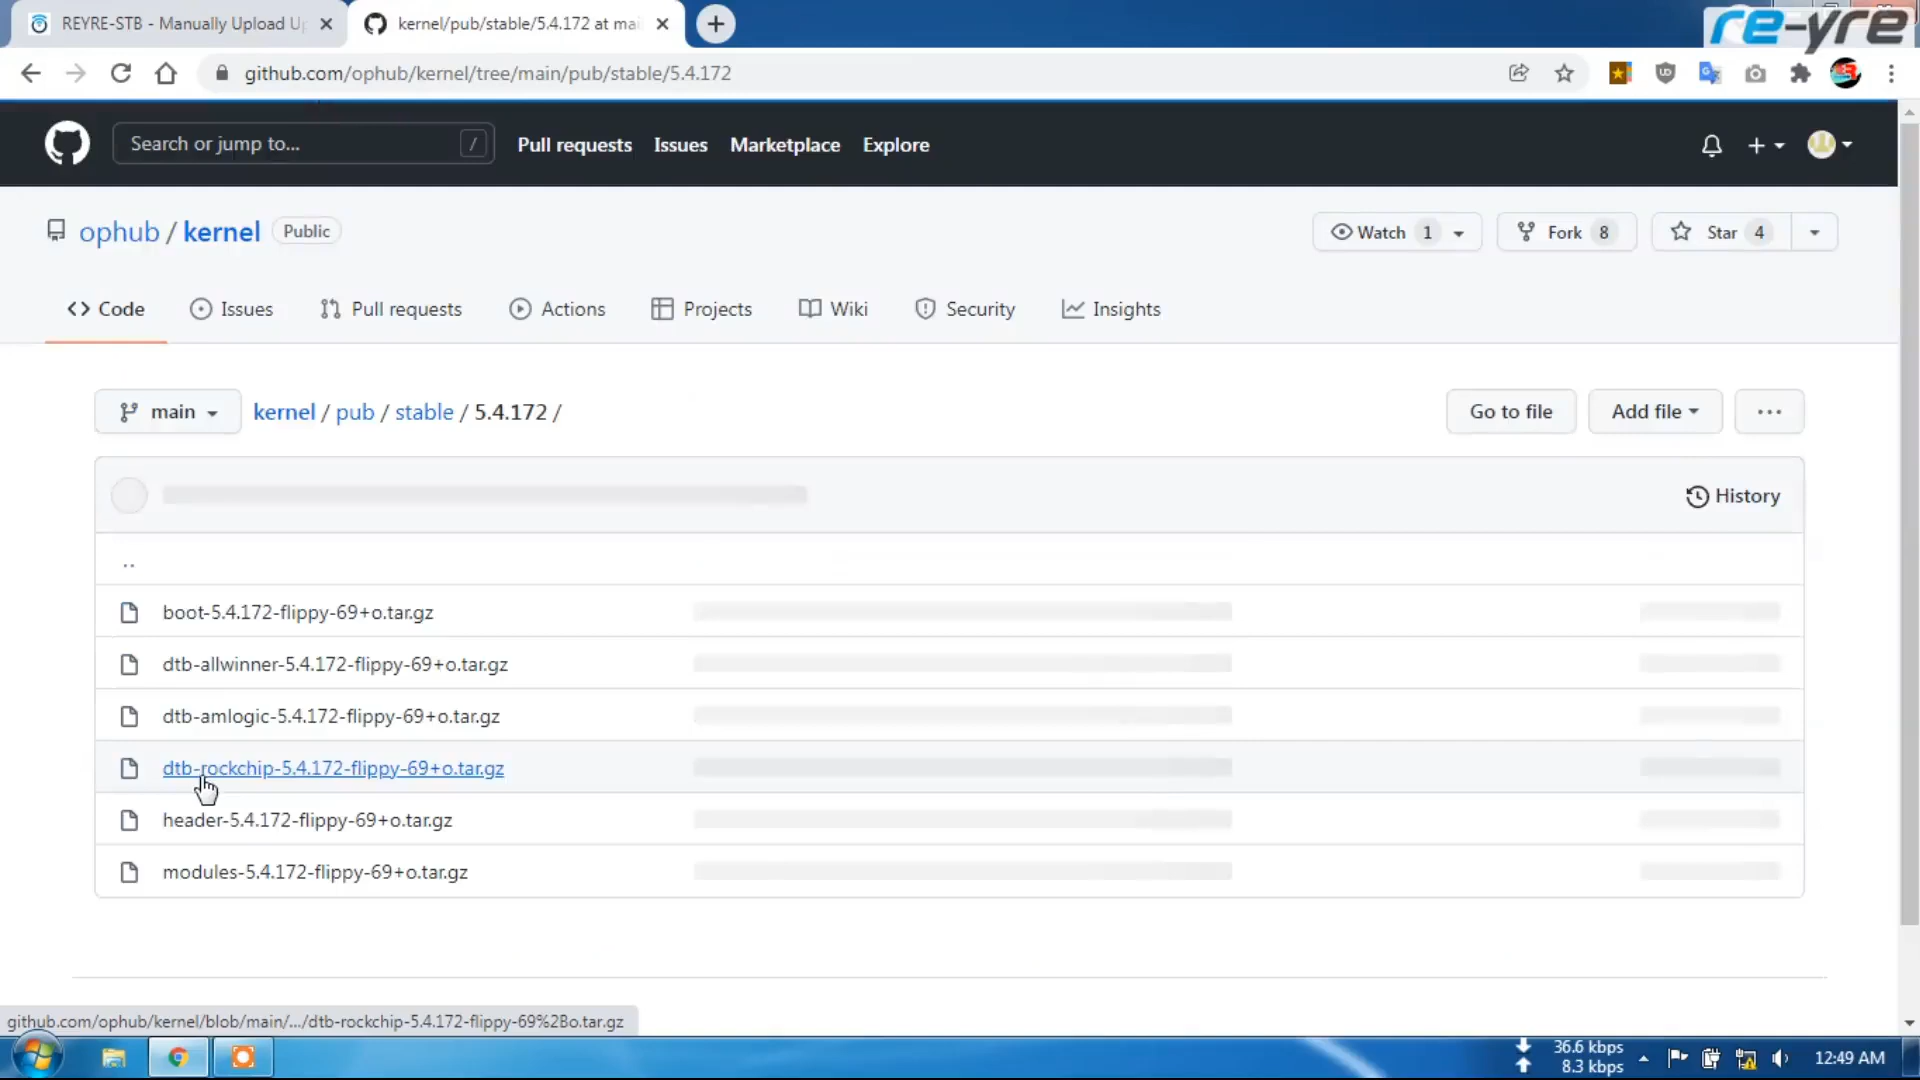 REYRE-STB - Manually Upload Up
kernel/pub/stable/5.4.172 at mai
re-yre
github.com/ophub/kernel/tree/main/pub/stable/5.4.172
Search or jump to...
/
Pull requests
Issues
Marketplace
Explore
ophub / kernel
Public
Watch 1
Fork 8
Star 4
Code
Issues
Pull requests
Actions
Projects
Wiki
Security
Insights
main
kernel / pub / stable / 5.4.172 /
Go to file
Add file
History
..
boot-5.4.172-flippy-69+o.tar.gz
dtb-allwinner-5.4.172-flippy-69+o.tar.gz
dtb-amlogic-5.4.172-flippy-69+o.tar.gz
dtb-rockchip-5.4.172-flippy-69+o.tar.gz
header-5.4.172-flippy-69+o.tar.gz
modules-5.4.172-flippy-69+o.tar.gz
github.com/ophub/kernel/blob/main/.../dtb-rockchip-5.4.172-flippy-69%2Bo.tar.gz
36.6 kbps
8.3 kbps
12:49 AM